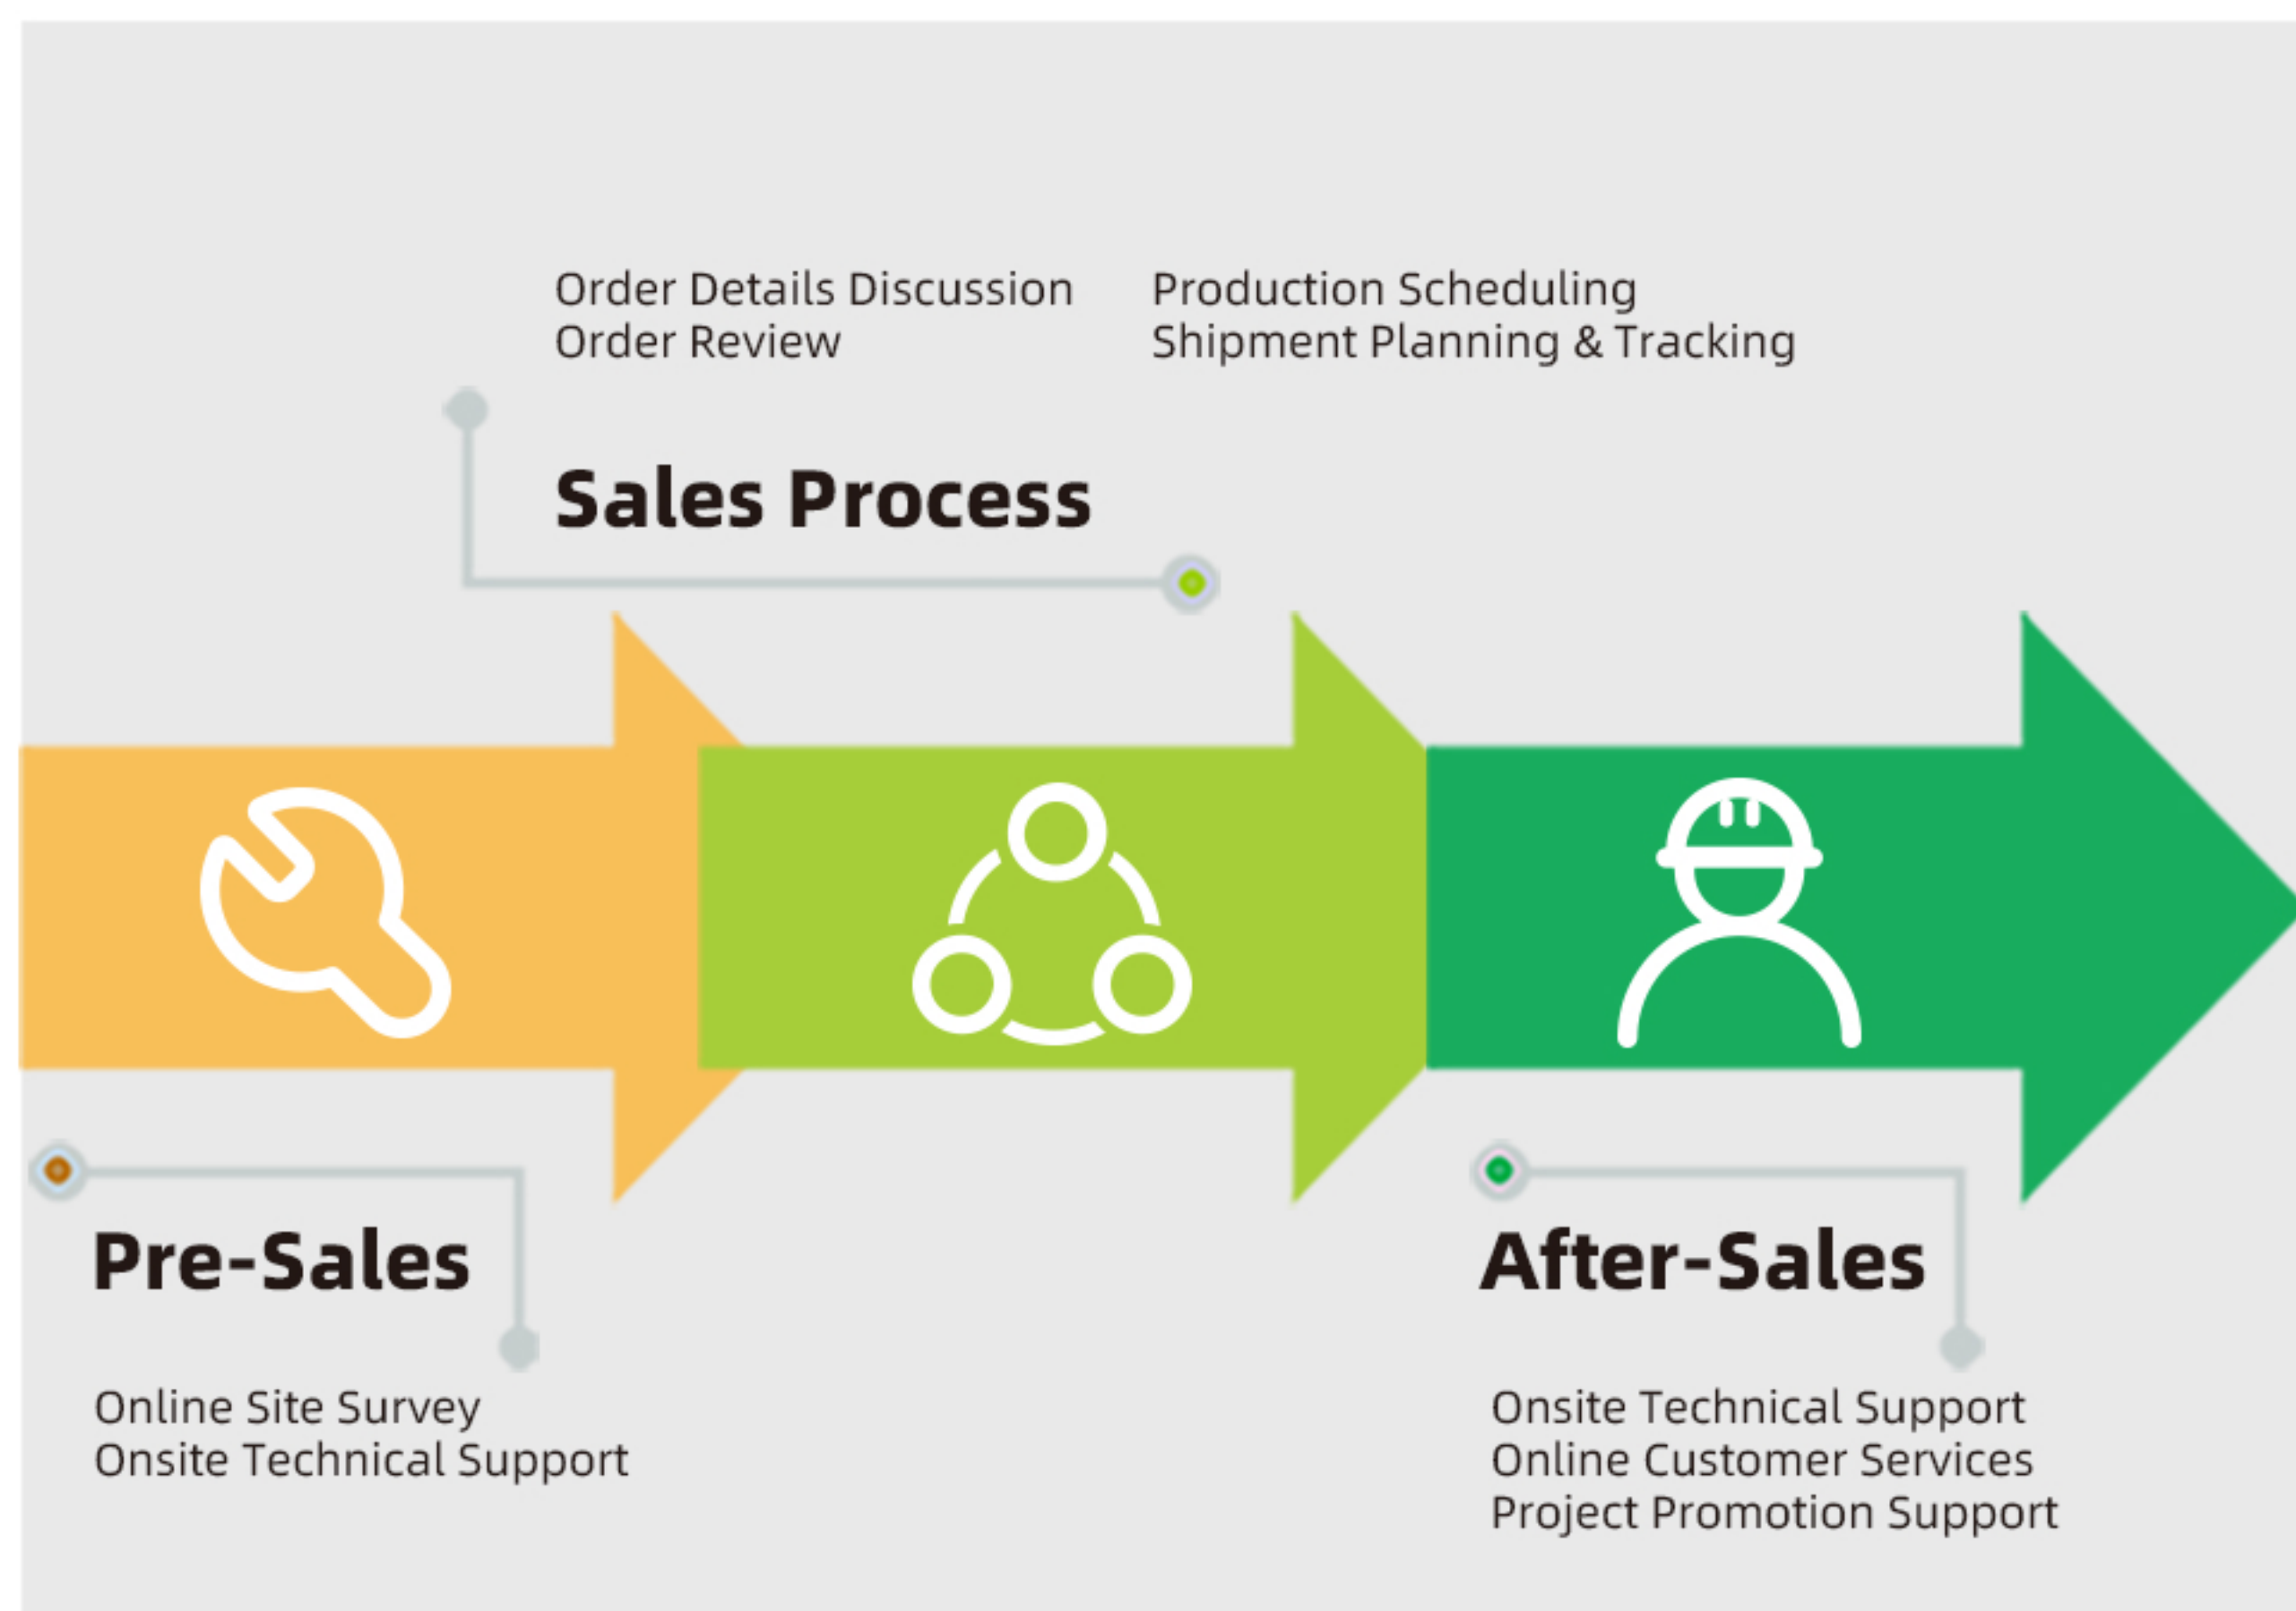 Order Details Discussion
Order Review
Production Scheduling
Shipment Planning & Tracking
Sales Process
Pre-Sales
Online Site Survey
Onsite Technical Support
After-Sales
Onsite Technical Support
Online Customer Services
Project Promotion Support